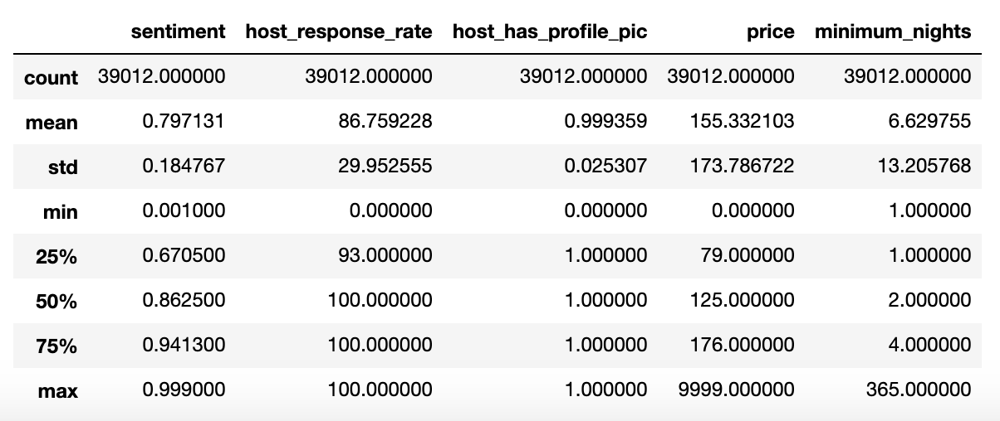 sentiment host_response_rate host_has_profile_pic price minimum_nights
count 39012.000000 39012.000000 39012.000000 39012.000000 39012.000000
mean 0.797131 86.759228 0.999359 155.332103 6.629755
std 0.184767 29.952555 0.025307 173.786722 13.205768
min 0.001000 0.000000 0.000000 0.000000 1.000000
25% 0.670500 93.000000 1.000000 79.000000 1.000000
50% 0.862500 100.000000 1.000000 125.000000 2.000000
75% 0.941300 100.000000 1.000000 176.000000 4.000000
max 0.999000 100.000000 1.000000 9999.000000 365.000000